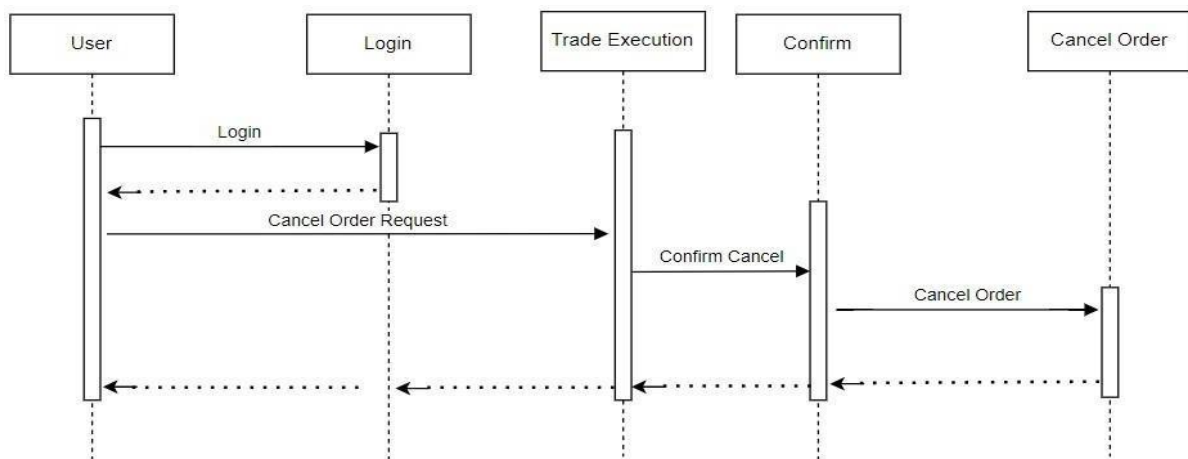 User
Login
Trade Execution
Confirm
Cancel Order
Login
Cancel Order Request
Confirm Cancel
Cancel Order